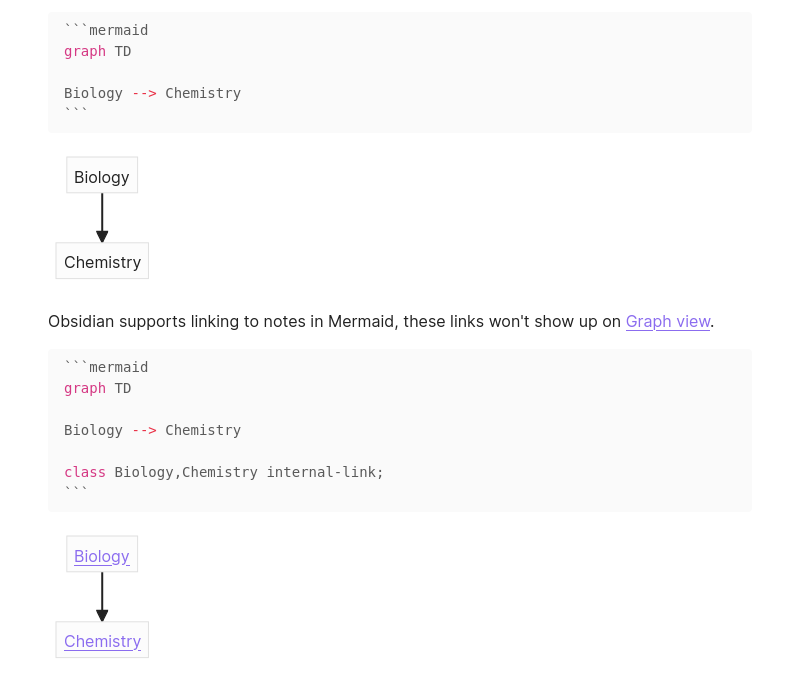 ```mermaid
graph TD
Biology --> Chemistry
```
Biology
Chemistry
Obsidian supports linking to notes in Mermaid, these links won't show up on Graph view.
```mermaid
graph TD
Biology --> Chemistry
class Biology,Chemistry internal-link;
```
Biology
Chemistry